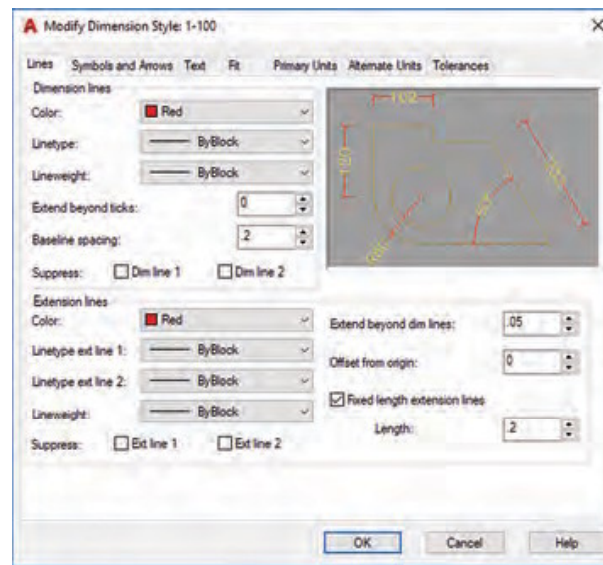 A Modify Dimension Style: 1-100
Lines Symbols and Arrows Text Fit Primary Units Alternate Units Tolerances
Dimension lines
Color: Red
Linetype: ByBlock
Lineweight: ByBlock
Extend beyond ticks: 0
Baseline spacing: .2
Suppress: Dim line 1 Dim line 2
102
120
Extension lines
Color: Red
Linetype ext line 1: ByBlock
Linetype ext line 2: ByBlock
Lineweight: ByBlock
Suppress: Ext line 1 Ext line 2
Extend beyond dim lines: .05
Offset from origin: 0
Fixed length extension lines
Length: .2
OK Cancel Help